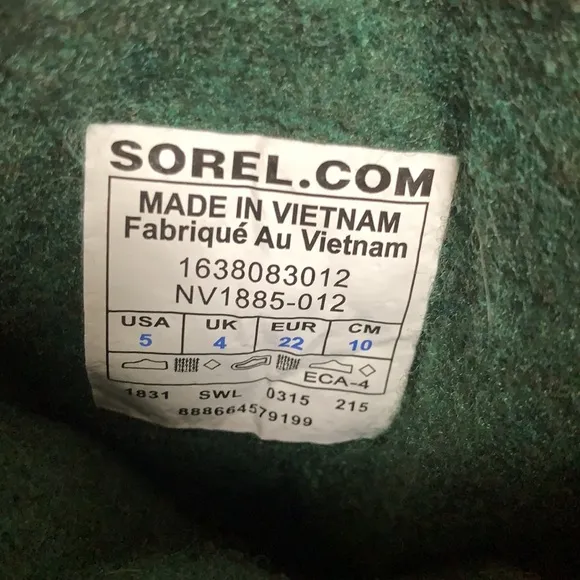 SOREL.COM
MADE IN VIETNAM
Fabriqué Au Vietnam
1638083012
NV1885-012
USA UK EUR CM
5 4 22 10
ECA-4
1831 SWL 0315 215
888664579199